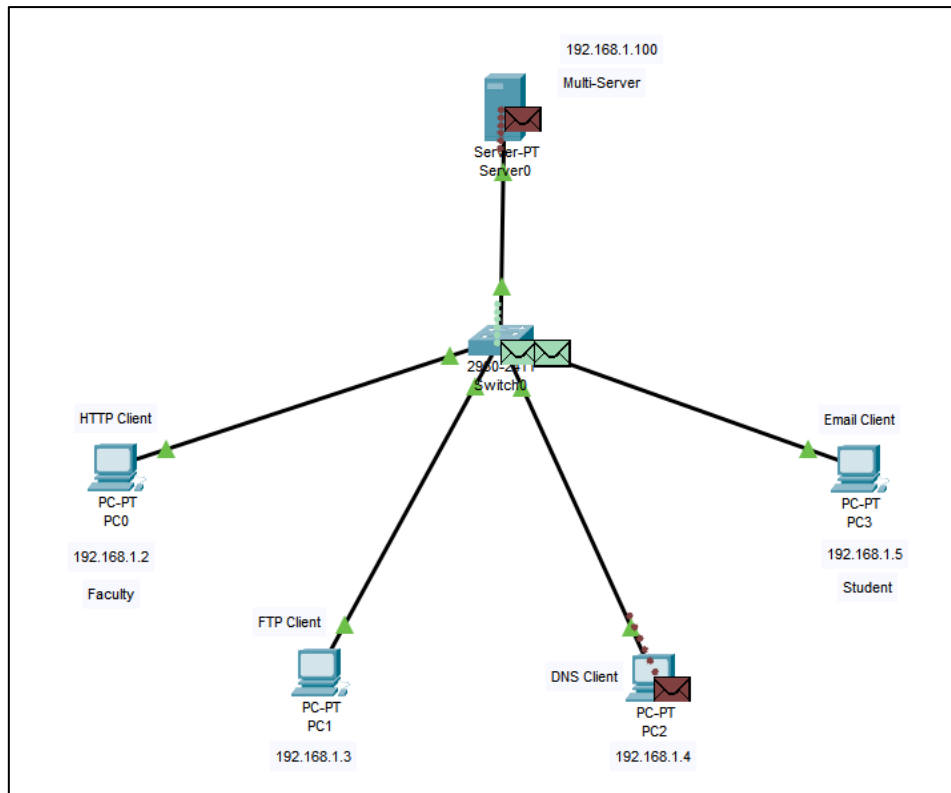 192.168.1.100
Multi-Server
Server-PT
Server0
Switch0
HTTP Client
PC-PT
PC0
192.168.1.2
Faculty
Email Client
PC-PT
PC3
192.168.1.5
Student
FTP Client
PC-PT
PC1
192.168.1.3
DNS Client
PC-PT
PC2
192.168.1.4